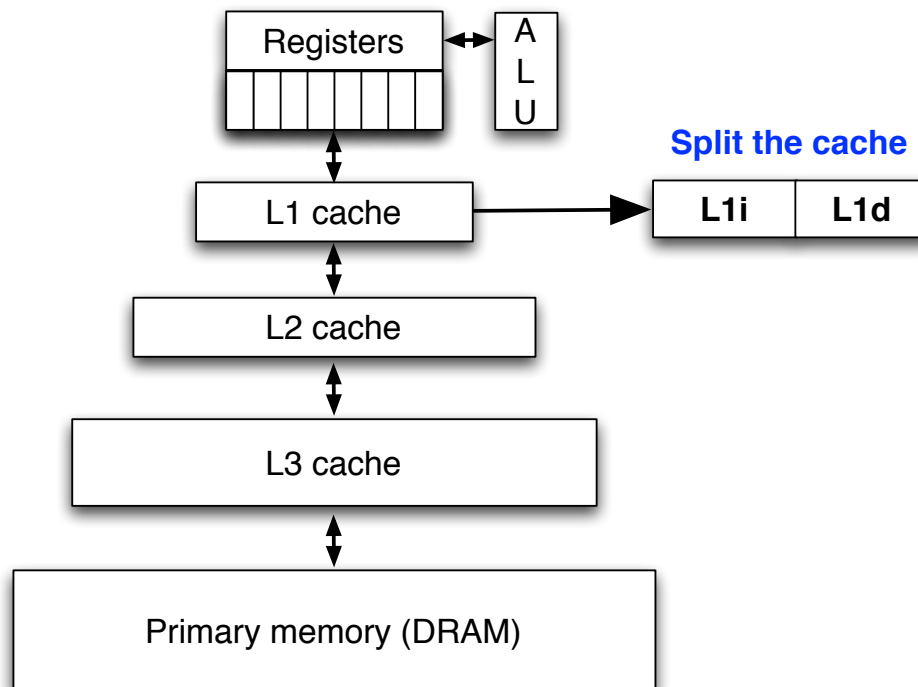 Registers
A
L
U
Split the cache
L1 cache
L1i
L1d
L2 cache
L3 cache
Primary memory (DRAM)